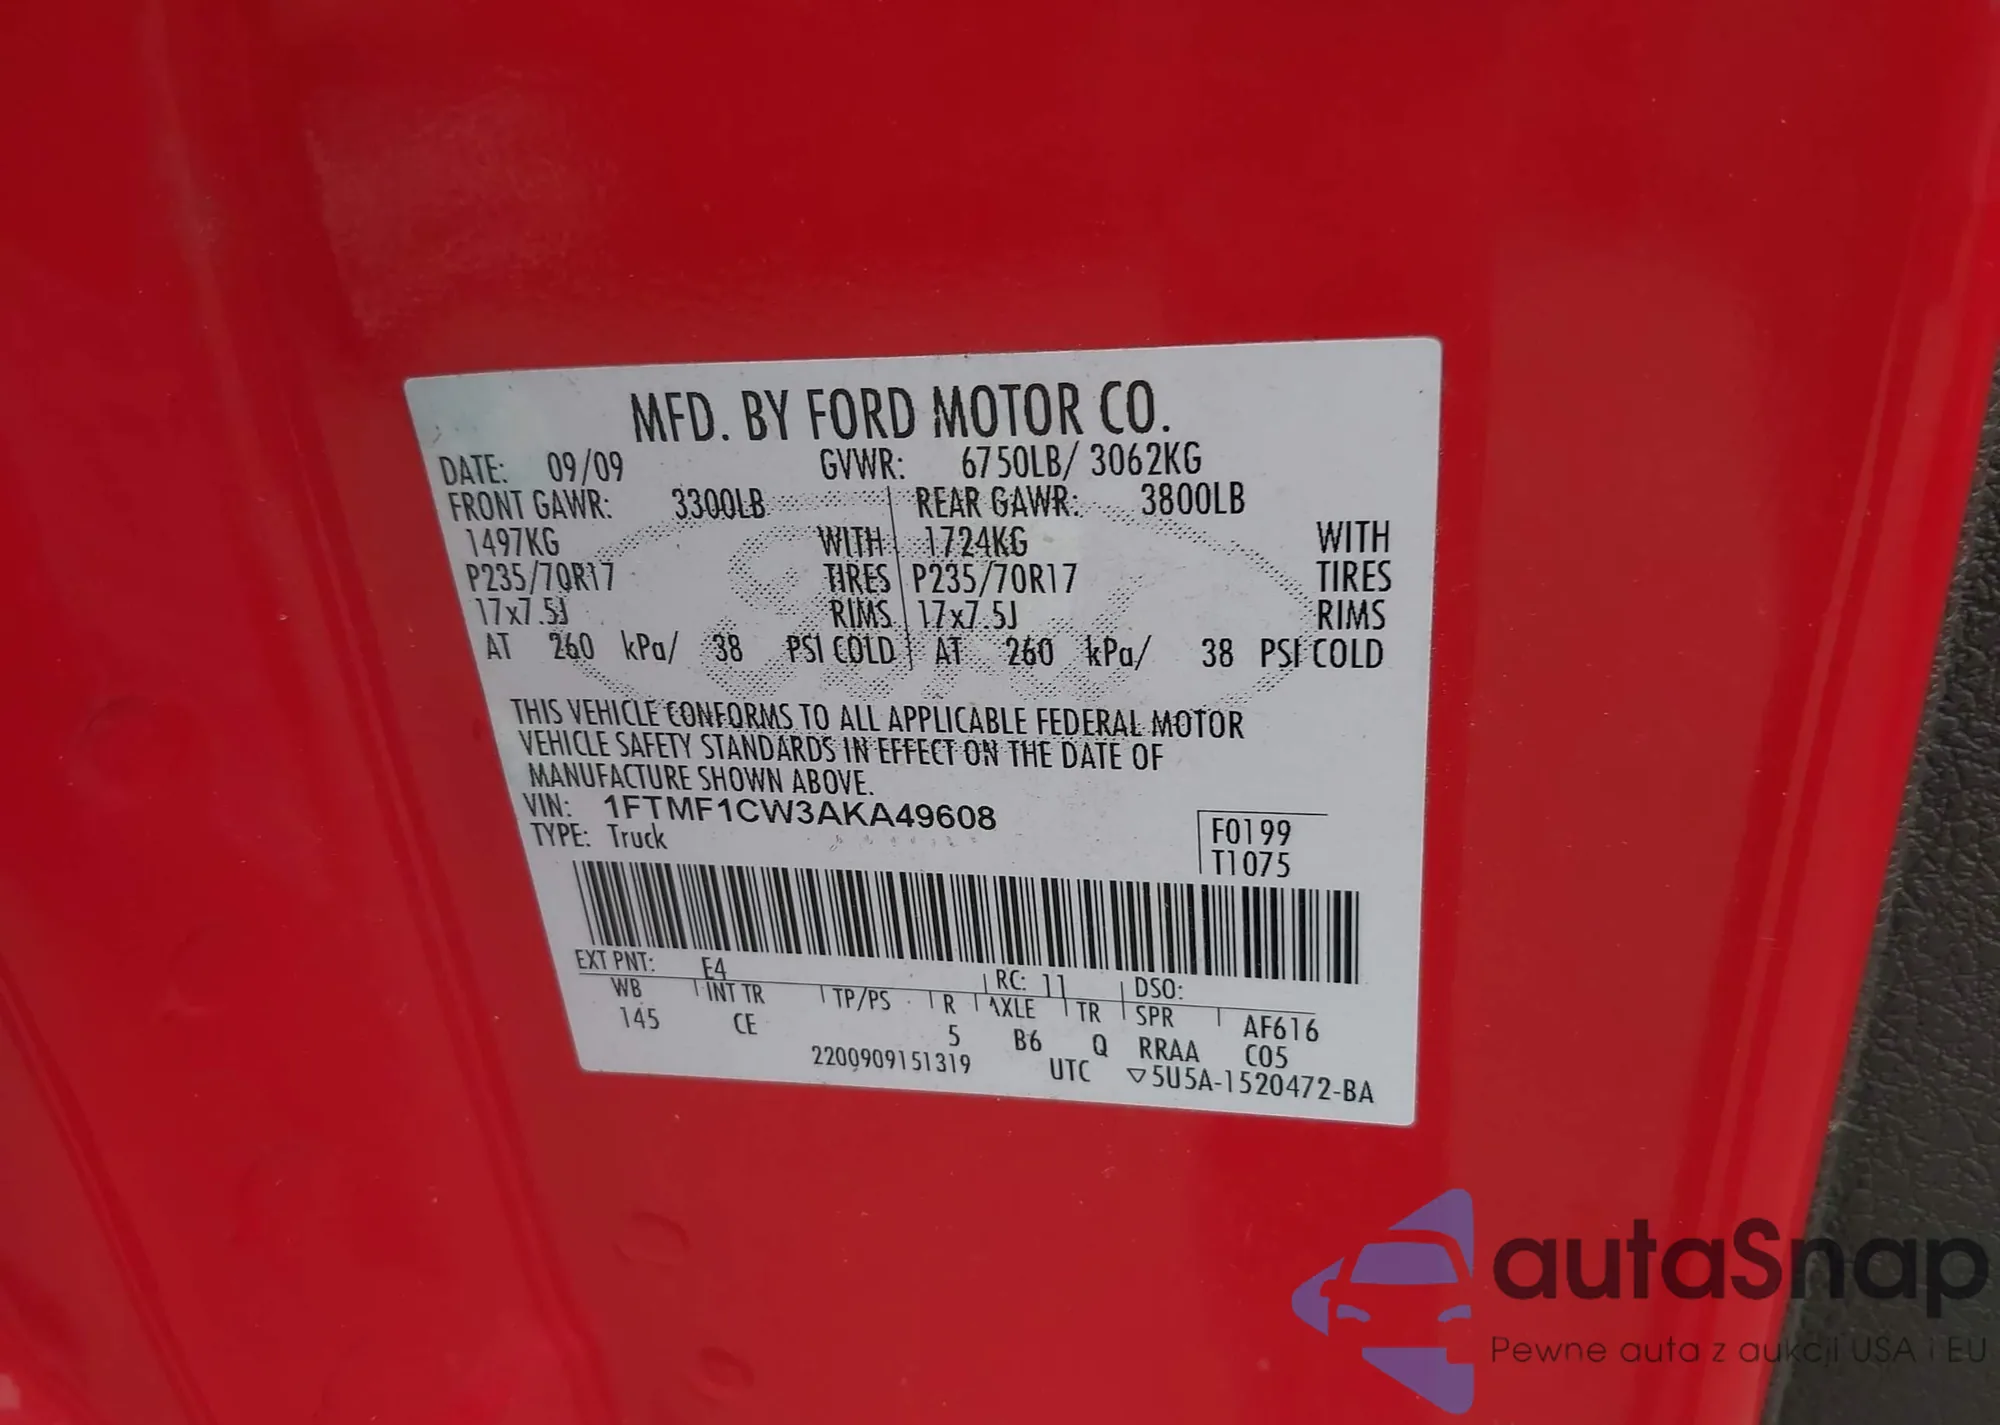 MFD. BY FORD MOTOR CO.
DATE: 09/09 GVWR: 6750LB/ 3062KG
FRONT GAWR: 3300LB REAR GAWR: 3800LB
1497KG WITH 1724KG WITH
P235/70R17 TIRES P235/70R17 TIRES
17x7.5J RIMS 17x7.5J RIMS
AT 260 kPa/ 38 PSI COLD AT 260 kPa/ 38 PSI COLD
THIS VEHICLE CONFORMS TO ALL APPLICABLE FEDERAL MOTOR
VEHICLE SAFETY STANDARDS IN EFFECT ON THE DATE OF
MANUFACTURE SHOWN ABOVE.
VIN: 1FTMF1CW3AKA49608
TYPE: Truck
F0199
T1075
EXT PNT: E4 RC: 11 DSO:
WB INT TR TP/PS R AXLE TR SPR AF616
145 CE 5 B6 Q RRAA C05
2200909151319 UTC ▽5U5A-1520472-BA
autaSnap
Pewne auta z aukcji USA i EU